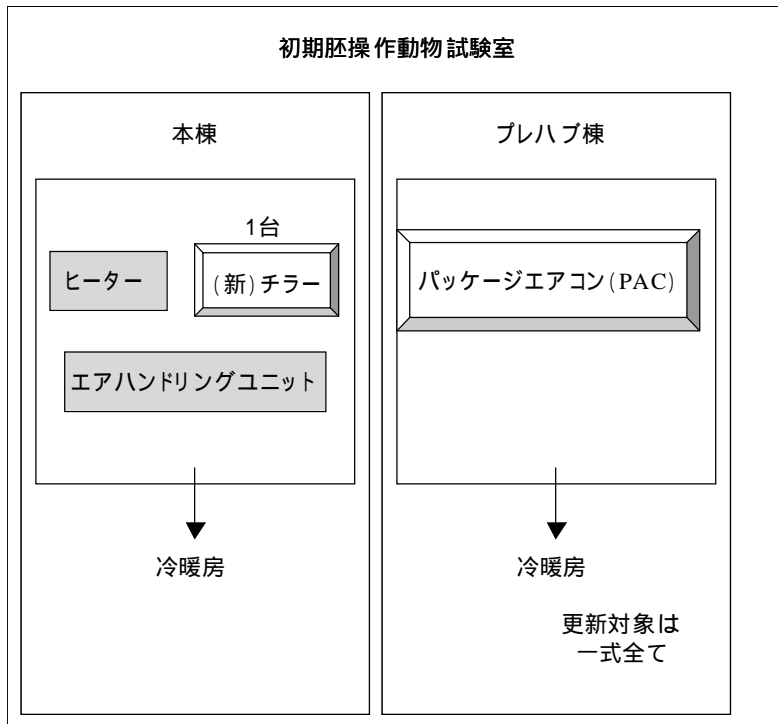 初期胚操作動物試験室
本棟
1台
ヒーター
(新)チラー
エアハンドリングユニット
冷暖房
プレハブ棟
パッケージエアコン(PAC)
冷暖房
更新対象は
一式全て